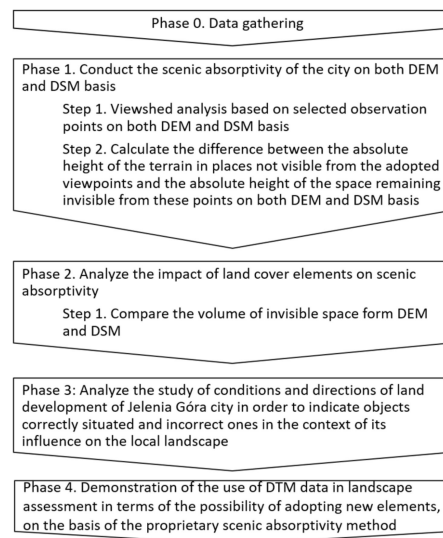 Phase 0. Data gathering
Phase 1. Conduct the scenic absorptivity of the city on both DEM
and DSM basis
Step 1. Viewshed analysis based on selected observation
points on both DEM and DSM basis
Step 2. Calculate the difference between the absolute
height of the terrain in places not visible from the adopted
viewpoints and the absolute height of the space remaining
invisible from these points on both DEM and DSM basis
Phase 2. Analyze the impact of land cover elements on scenic
absorptivity
Step 1. Compare the volume of invisible space form DEM
and DSM
Phase 3: Analyze the study of conditions and directions of land
development of Jelenia Góra city in order to indicate objects
correctly situated and incorrect ones in the context of its
influence on the local landscape
Phase 4. Demonstration of the use of DTM data in landscape
assessment in terms of the possibility of adopting new elements,
on the basis of the proprietary scenic absorptivity method